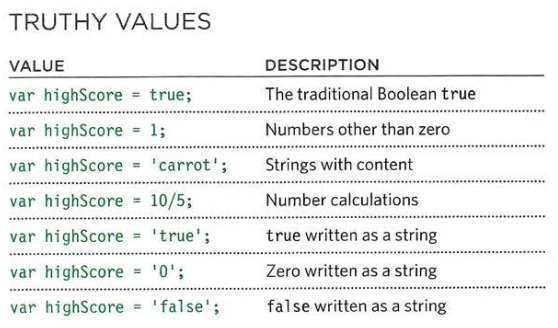 TRUTHY VALUES
VALUE DESCRIPTION
var highScore = true; The traditional Boolean true
var highScore = 1; Numbers other than zero
var highScore = 'carrot'; Strings with content
var highScore = 10/5; Number calculations
var highScore = 'true'; true written as a string
var highScore = '0'; Zero written as a string
var highScore = 'false'; false written as a string